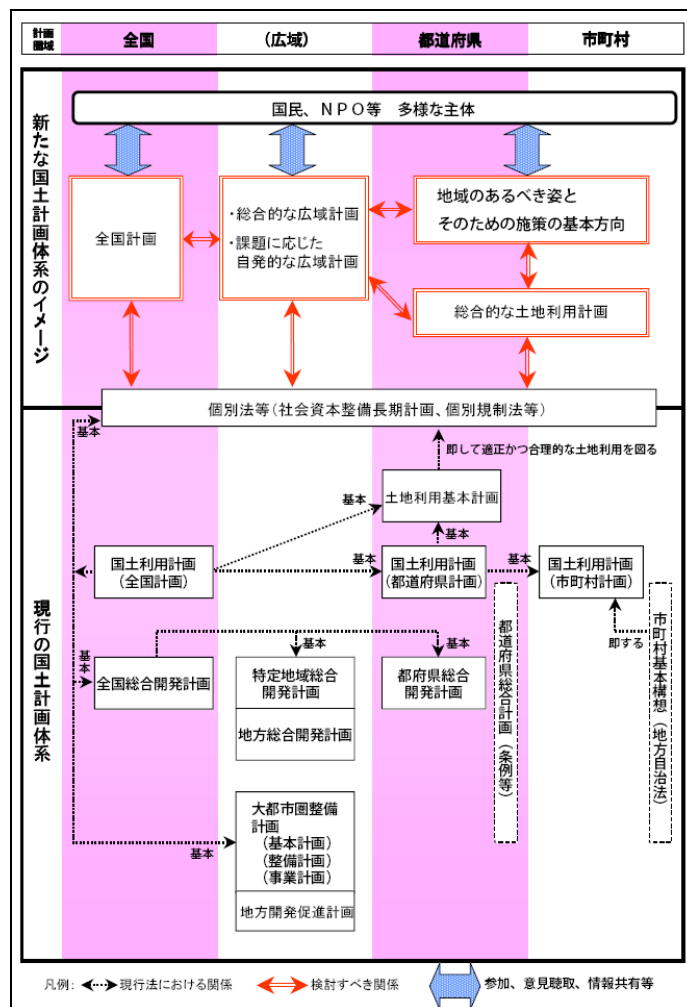 計画
圏域
全国
(広域)
都道府県
市町村
新たな国土計画体系のイメージ
国民、NPO等　多様な主体
全国計画
・総合的な広域計画
・課題に応じた
自発的な広域計画
地域のあるべき姿と
そのための施策の基本方向
総合的な土地利用計画
個別法等(社会資本整備長期計画、個別規制法等)
現行の国土計画体系
基本
即して適正かつ合理的な土地利用を図る
基本
土地利用基本計画
基本
国土利用計画
(全国計画)
基本
国土利用計画
(都道府県計画)
基本
国土利用計画
(市町村計画)
即する
基本
基本
基本
全国総合開発計画
特定地域総合
開発計画
地方総合開発計画
都府県総合
開発計画
都道府県総合計画(条例等)
市町村基本構想(地方自治法)
基本
大都市圏整備
計画
(基本計画)
(整備計画)
(事業計画)
地方開発促進計画
凡例:
現行法における関係
検討すべき関係
参加、意見聴取、情報共有等